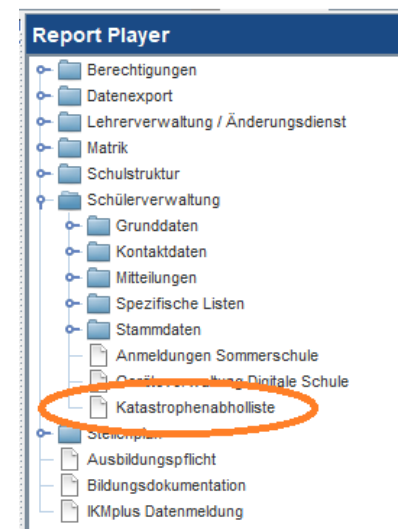 Report Player
Berechtigungen
Datenexport
Lehrerverwaltung / Änderungsdienst
Matrik
Schulstruktur
Schülerverwaltung
Grunddaten
Kontaktdaten
Mitteilungen
Spezifische Listen
Stammdaten
Anmeldungen Sommerschule
Geräteverwaltung Digitale Schule
Katastrophenabholliste
Stellenplan
Ausbildungspflicht
Bildungsdokumentation
IKMplus Datenmeldung